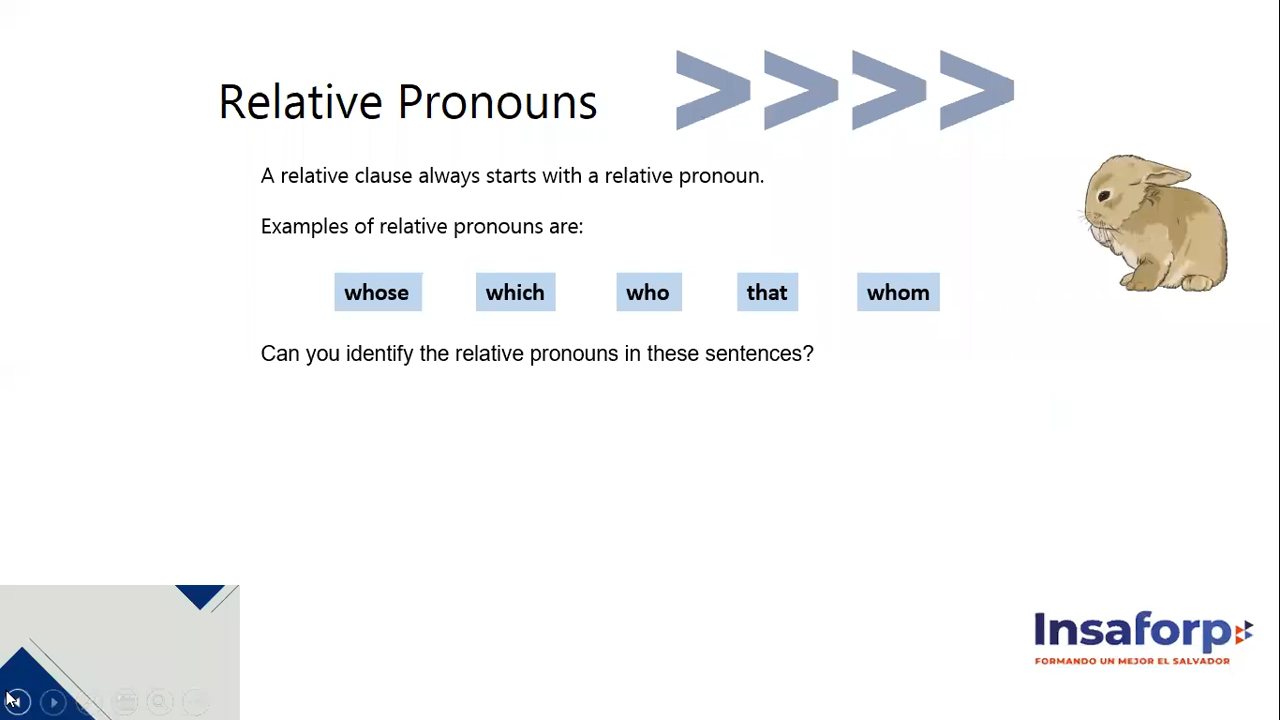 Relative Pronouns
A relative clause always starts with a relative pronoun.
Examples of relative pronouns are:
whose which who that whom
Can you identify the relative pronouns in these sentences?
Insaforp
FORMANDO UN MEJOR EL SALVADOR